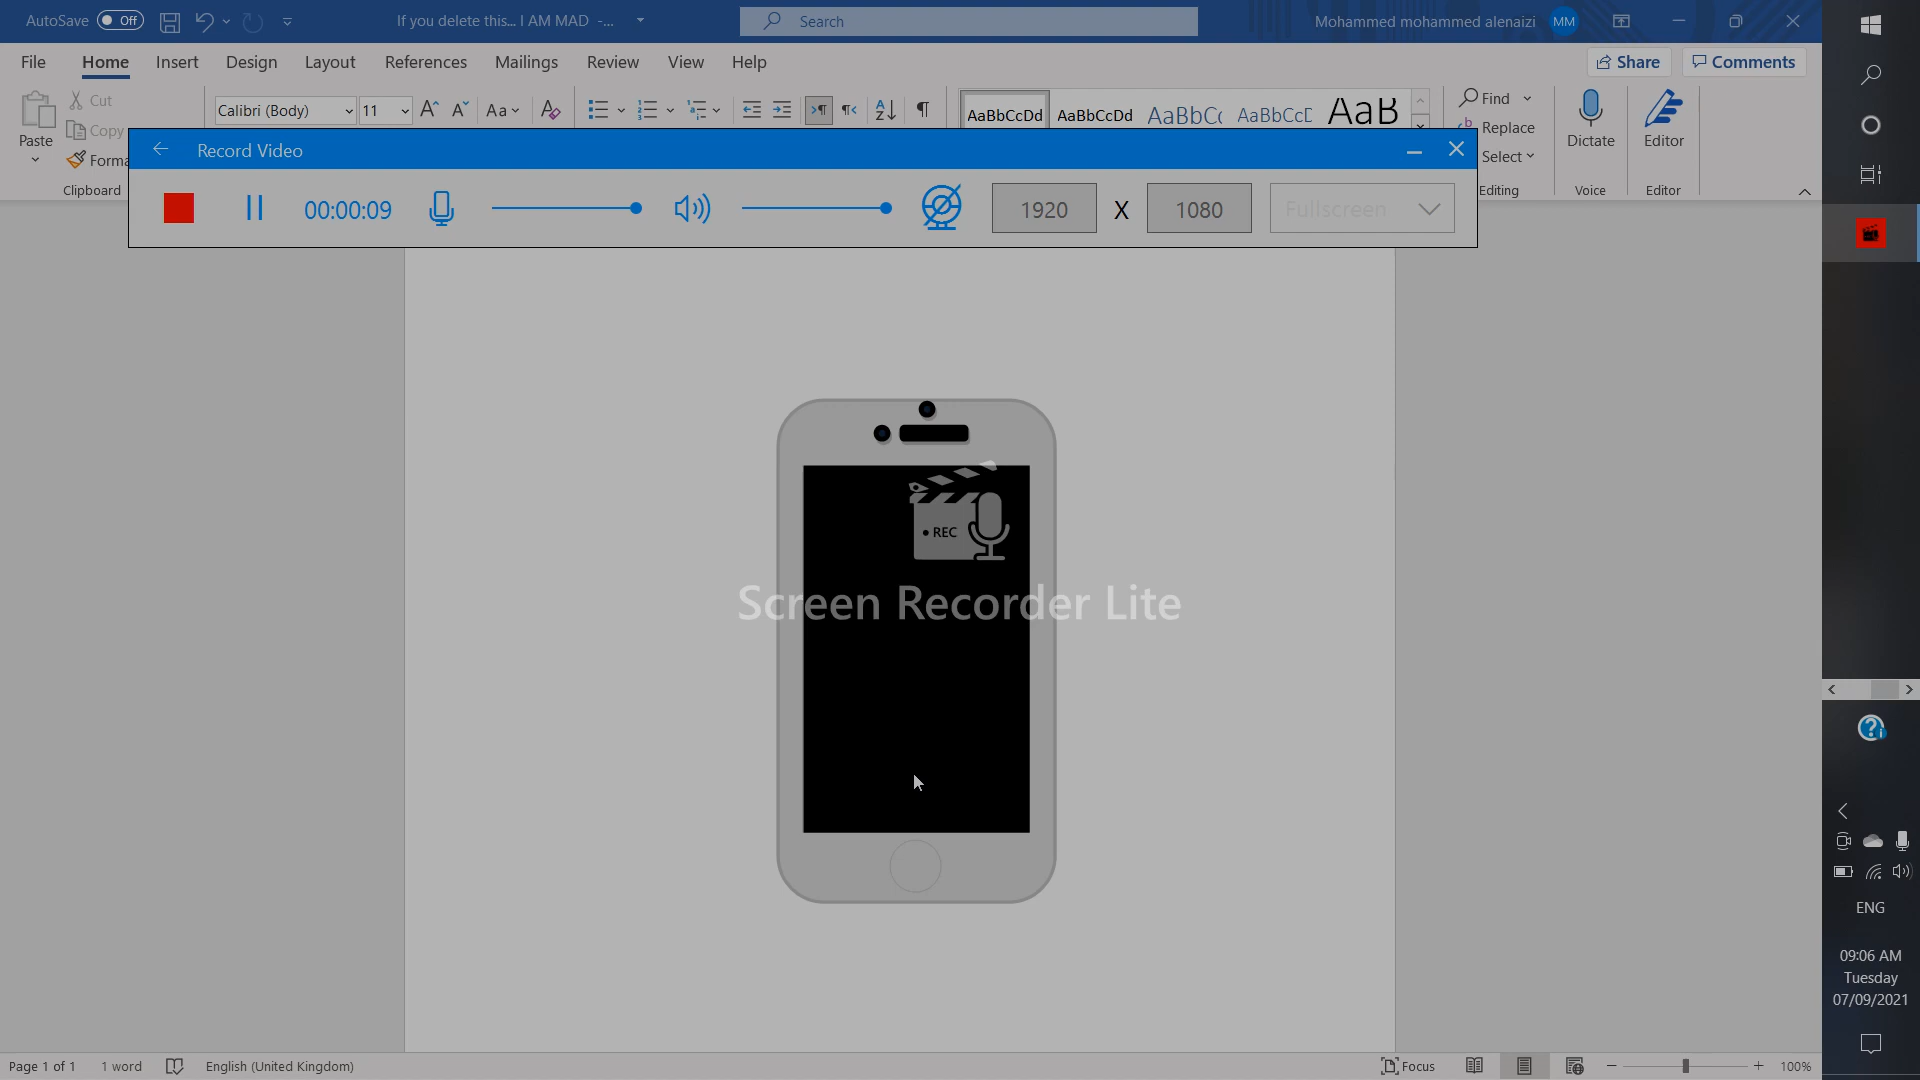 AutoSave Off If you delete this... I AM MAD -... Search Mohammed mohammed alenaizi MM
File Home Insert Design Layout References Mailings Review View Help Share Comments
Paste
Cut
Copy
Forma
Clipboard
Calibri (Body) 11 Aa
AaBbCcDd AaBbCcDd AaBbCc AaBbCcD AaB
Find
Replace
Select
Editing
Dictate
Voice
Editor
Editor
Record Video
00:00:09 1920 X 1080 Fullscreen
• REC
Screen Recorder Lite
ENG
09:06 AM
Tuesday
07/09/2021
Page 1 of 1 1 word English (United Kingdom) Focus 100%